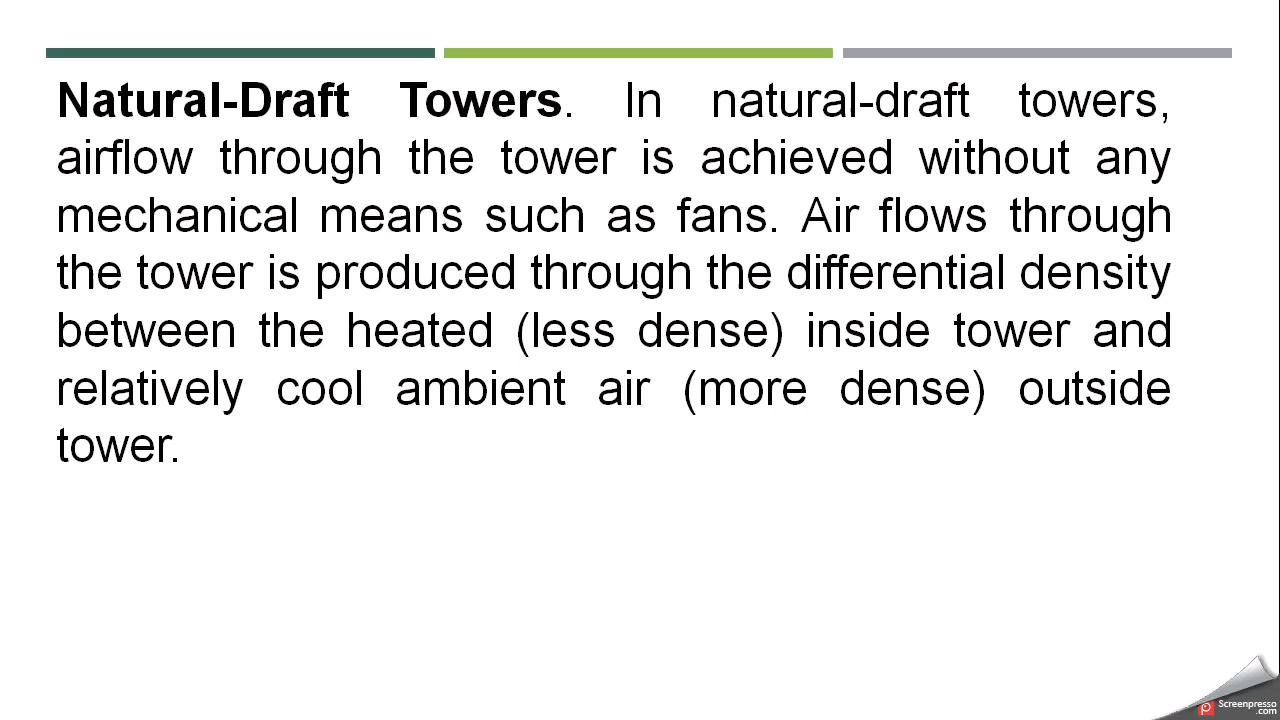 Natural-Draft Towers. In natural-draft towers,
airflow through the tower is achieved without any
mechanical means such as fans. Air flows through
the tower is produced through the differential density
between the heated (less dense) inside tower and
relatively cool ambient air (more dense) outside
tower.
Screenpresso
.com